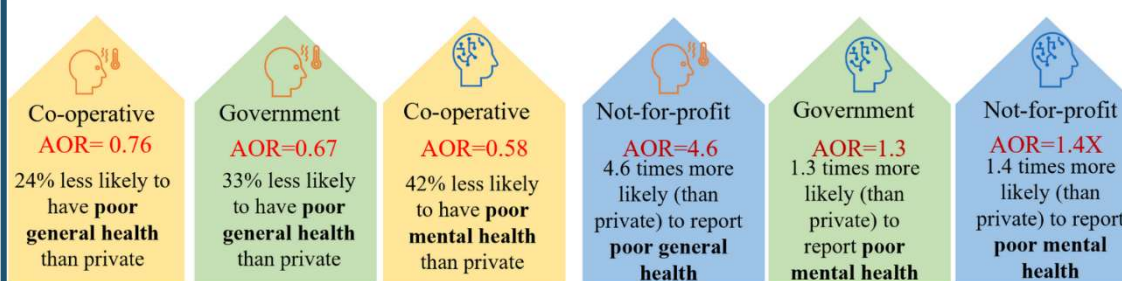 Co-operative
AOR= 0.76
24% less likely to
have poor
general health
than private
Government
AOR=0.67
33% less likely
to have poor
general health
than private
Co-operative
AOR=0.58
42% less likely
to have poor
mental health
than private
Not-for-profit
AOR=4.6
4.6 times more
likely (than
private) to report
poor general
health
Government
AOR=1.3
1.3 times more
likely (than
private) to
report poor
mental health
Not-for-profit
AOR=1.4X
1.4 times more
likely (than
private) to report
poor mental
health